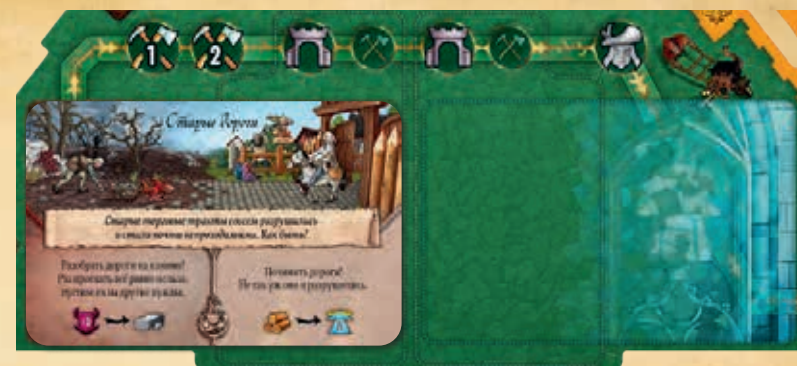 1 2
Старые дороги
Старые торговые тракты совсем разрушились
и стали почти непроходимыми. Как быть?
Разобрать дороги на камни?
Раз проехать всё равно нельзя,
пустим их на другие нужды.
Починить дороги!
Не так уж они и разрушились.